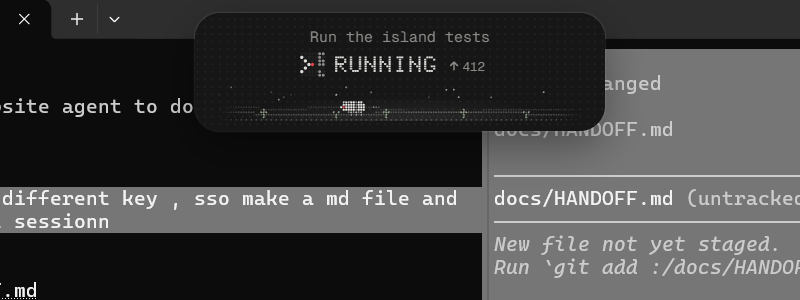 Run the island tests
RUNNING ↑ 412
anged
osite agent to do
docs/HANDOFF.md
different key , sso make a md file and
docs/HANDOFF.md (untracked
sessionn
New file not yet staged.
Run `git add :/docs/HANDOF
.md